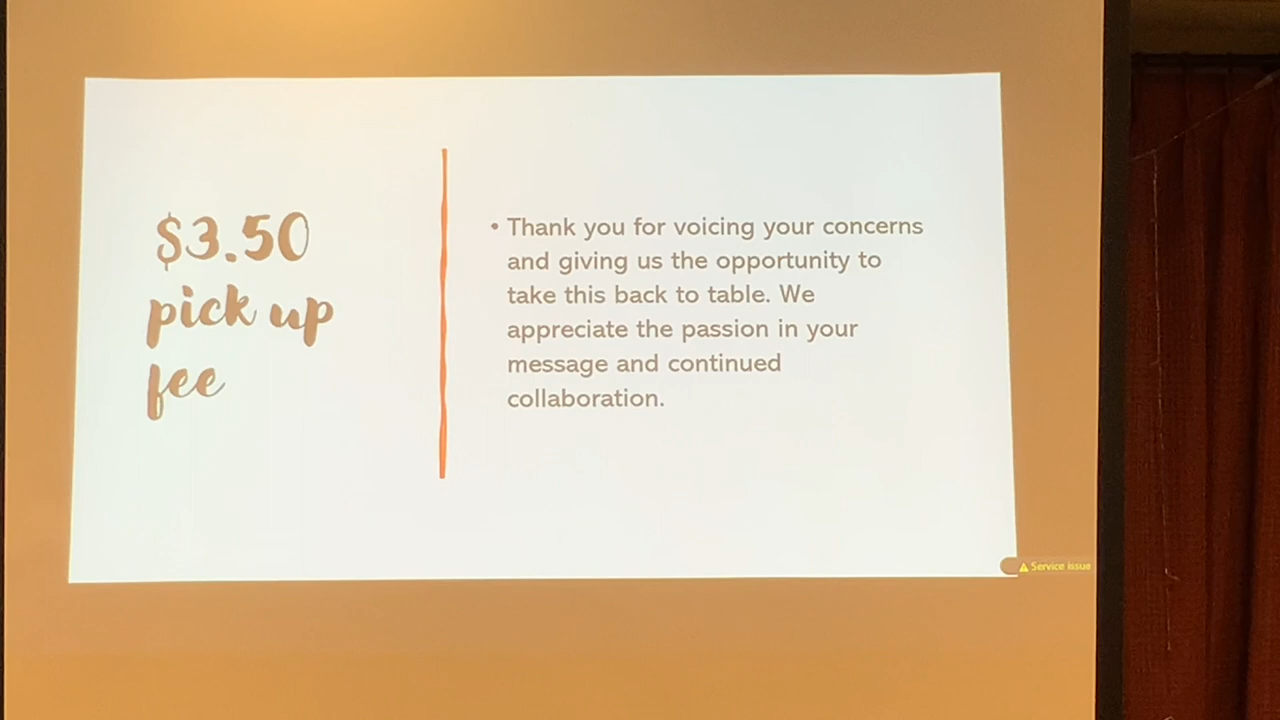 $3.50
pick up
fee
• Thank you for voicing your concerns
and giving us the opportunity to
take this back to table. We
appreciate the passion in your
message and continued
collaboration.
Service issue